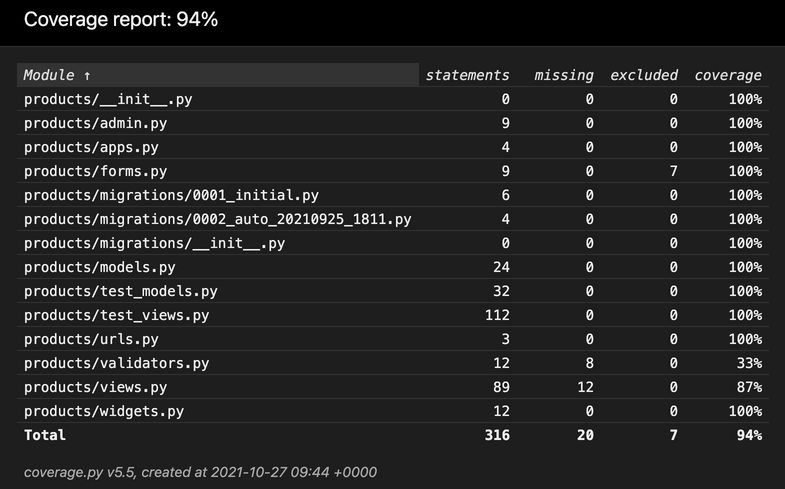 Coverage report: 94%
Module ↑ statements missing excluded coverage
products/__init__.py 0 0 0 100%
products/admin.py 9 0 0 100%
products/apps.py 4 0 0 100%
products/forms.py 9 0 7 100%
products/migrations/0001_initial.py 6 0 0 100%
products/migrations/0002_auto_20210925_1811.py 4 0 0 100%
products/migrations/__init__.py 0 0 0 100%
products/models.py 24 0 0 100%
products/test_models.py 32 0 0 100%
products/test_views.py 112 0 0 100%
products/urls.py 3 0 0 100%
products/validators.py 12 8 0 33%
products/views.py 89 12 0 87%
products/widgets.py 12 0 0 100%
Total 316 20 7 94%
coverage.py v5.5, created at 2021-10-27 09:44 +0000